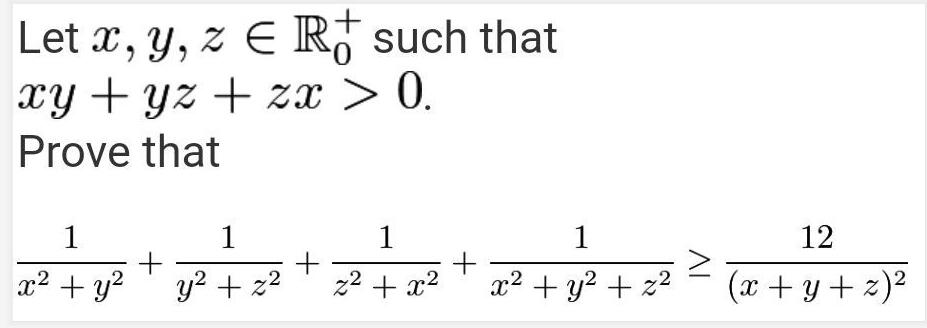 Let x, y, z ∈ ℝ₀⁺ such that
xy + yz + zx > 0.
Prove that
1/(x² + y²) + 1/(y² + z²) + 1/(z² + x²) + 1/(x² + y² + z²) ≥ 12/(x + y + z)²